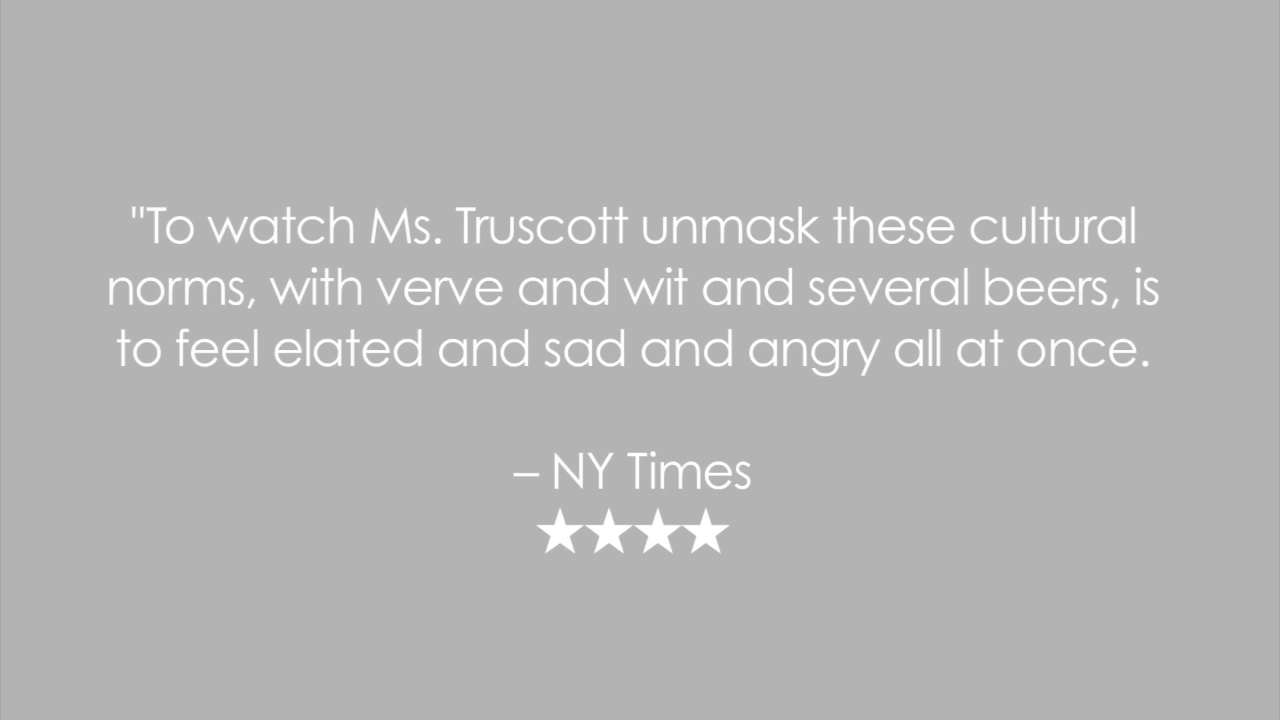 "To watch Ms. Truscott unmask these cultural
norms, with verve and wit and several beers, is
to feel elated and sad and angry all at once.
– NY Times
★★★★